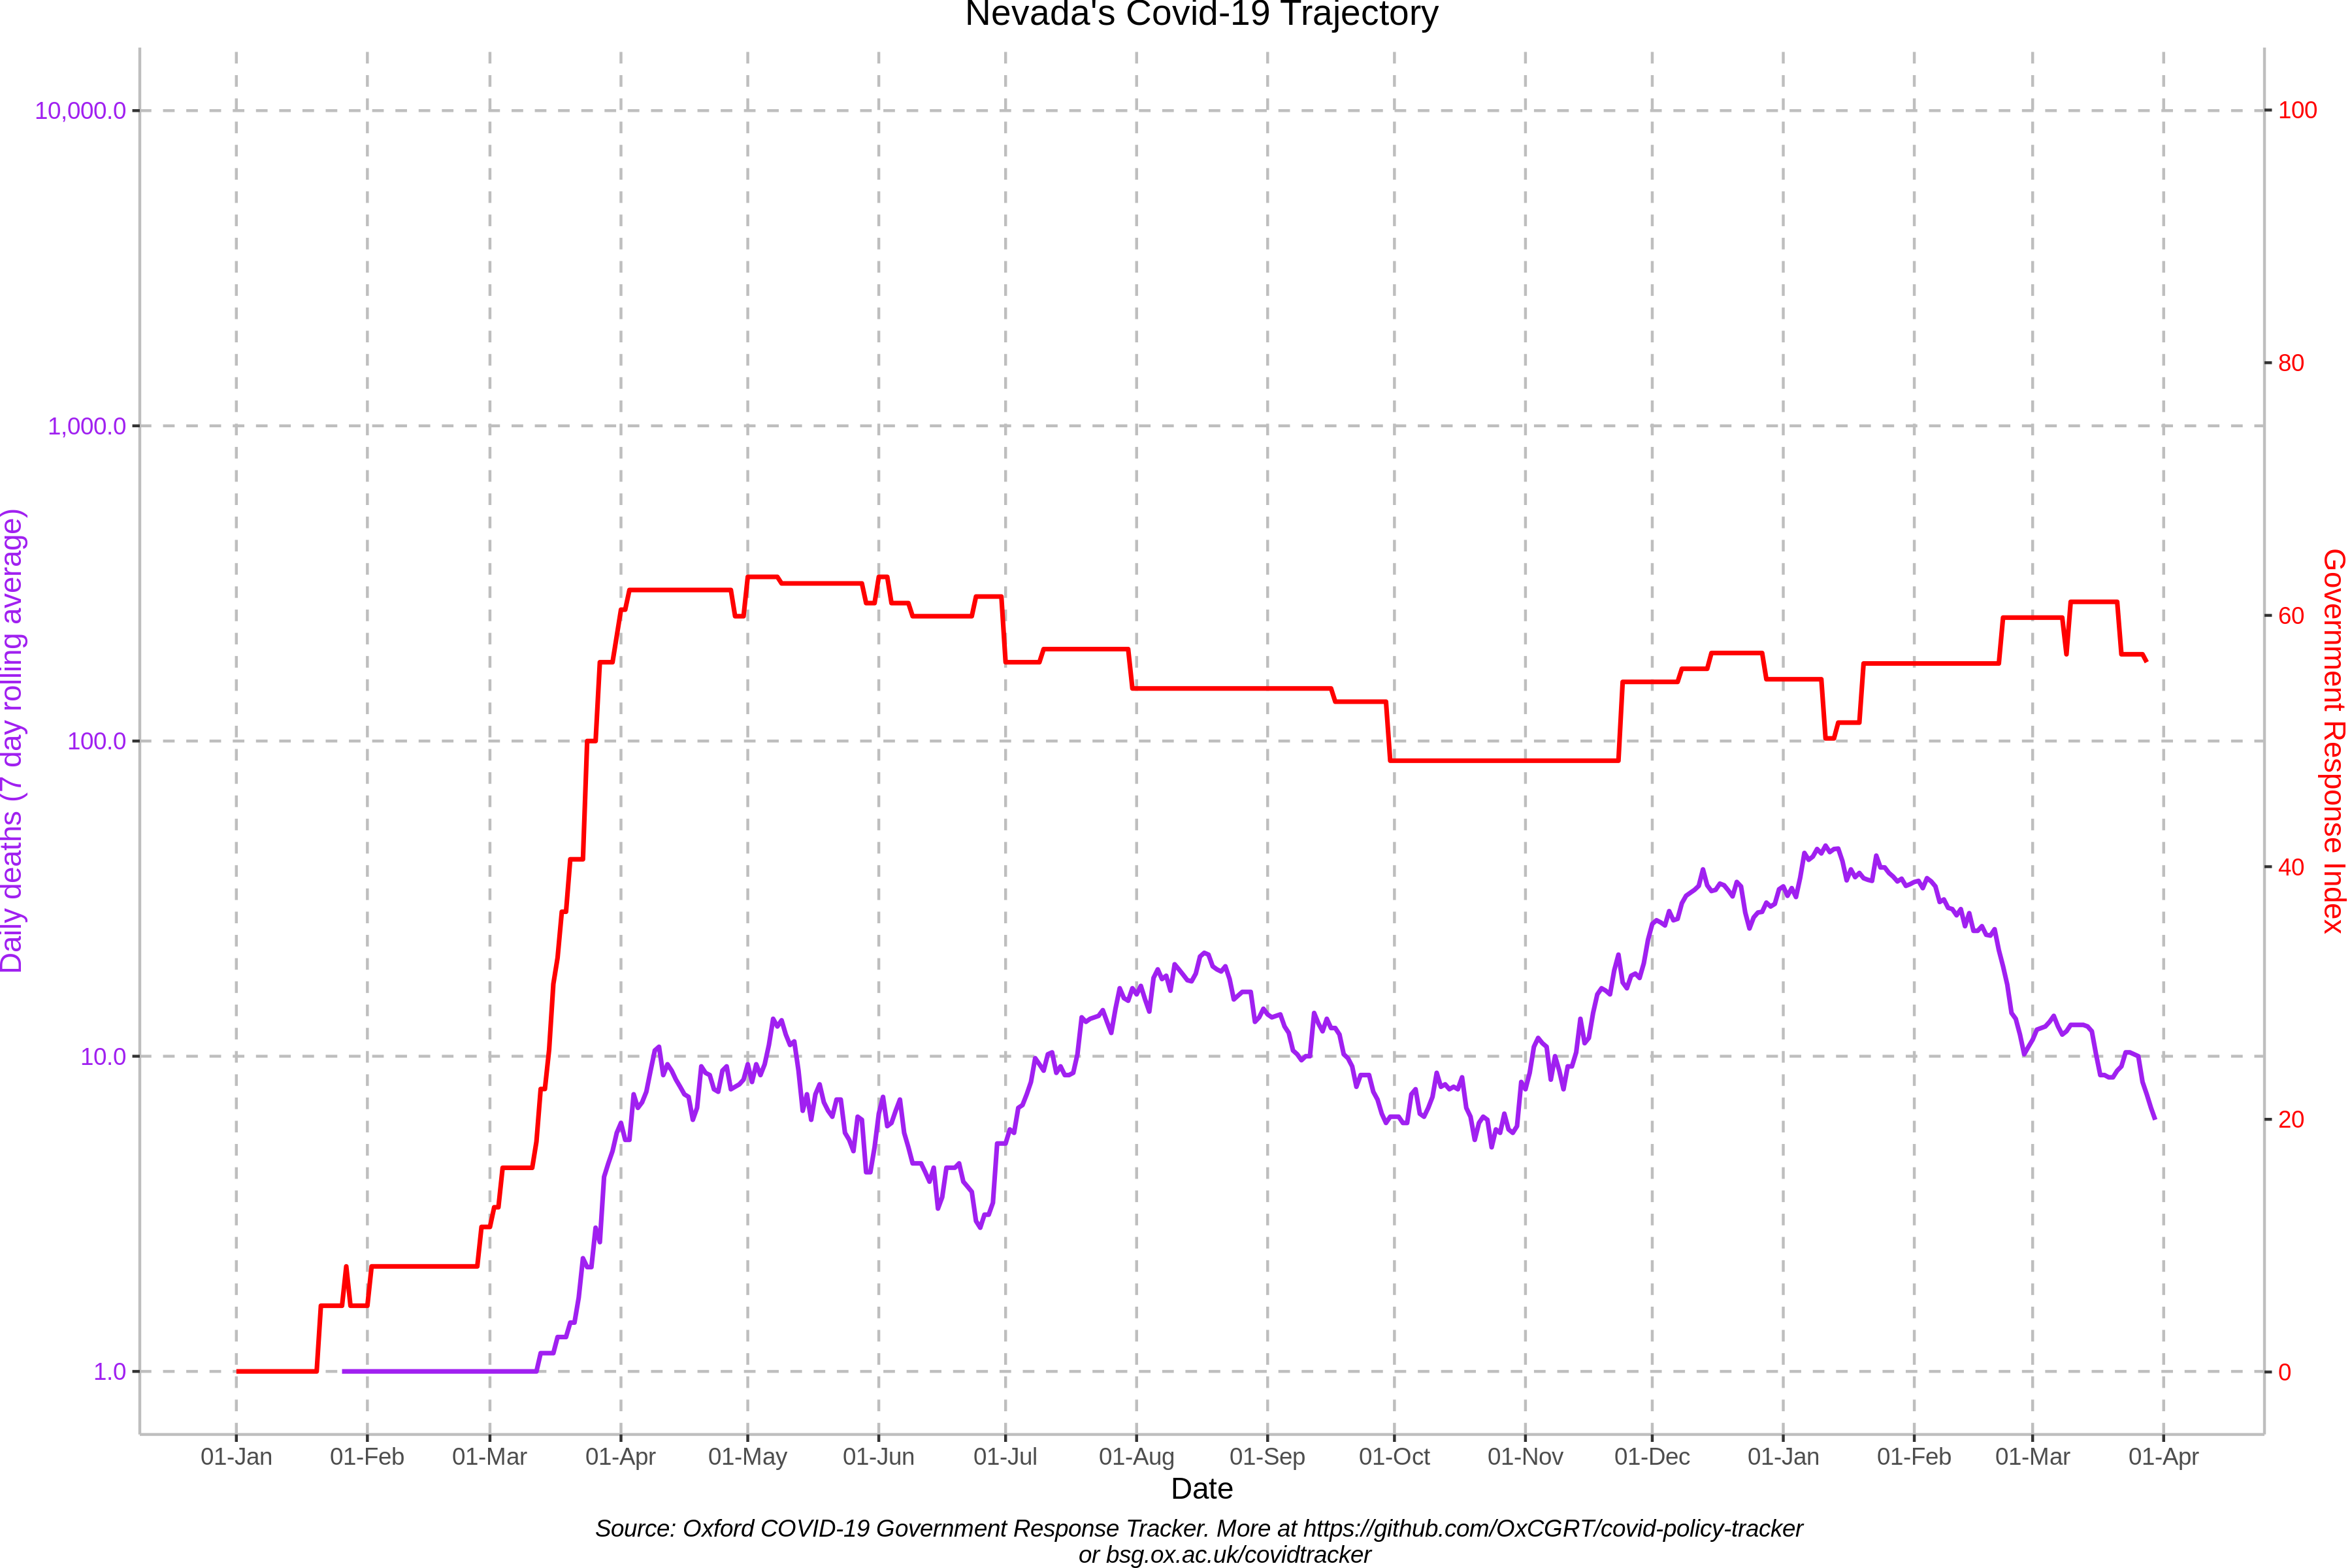 Nevada's Covid-19 Trajectory
10,000.0
1,000.0
100.0
10.0
1.0
Daily deaths (7 day rolling average)
100
80
60
40
20
0
Government Response Index
01-Jan 01-Feb 01-Mar 01-Apr 01-May 01-Jun 01-Jul 01-Aug 01-Sep 01-Oct 01-Nov 01-Dec 01-Jan 01-Feb 01-Mar 01-Apr
Date
Source: Oxford COVID-19 Government Response Tracker. More at https://github.com/OxCGRT/covid-policy-tracker
or bsg.ox.ac.uk/covidtracker